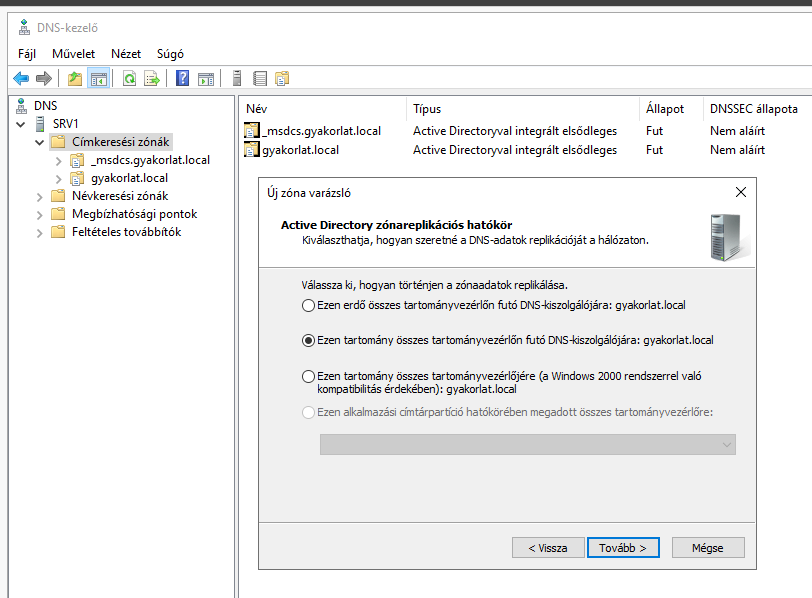 DNS-kezelő
Fájl Művelet Nézet Súgó
DNS
SRV1
Címkeresési zónák
_msdcs.gyakorlat.local
gyakorlat.local
Névkeresési zónák
Megbízhatósági pontok
Feltételes továbbítók
Név Típus Állapot DNSSEC állapota
_msdcs.gyakorlat.local Active Directoryval integrált elsődleges Fut Nem aláírt
gyakorlat.local Active Directoryval integrált elsődleges Fut Nem aláírt
Új zóna varázsló
Active Directory zónareplikációs hatókör
Kiválaszthatja, hogyan szeretné a DNS-adatok replikációját a hálózaton.
Válassza ki, hogyan történjen a zónaadatok replikálása.
Ezen erdő összes tartományvezérlőn futó DNS-kiszolgálójára: gyakorlat.local
Ezen tartomány összes tartományvezérlőn futó DNS-kiszolgálójára: gyakorlat.local
Ezen tartomány összes tartományvezérlőjére (a Windows 2000 rendszerrel való
kompatibilitás érdekében): gyakorlat.local
Ezen alkalmazási címtárpartíció hatókörében megadott összes tartományvezérlőre:
< Vissza Tovább > Mégse